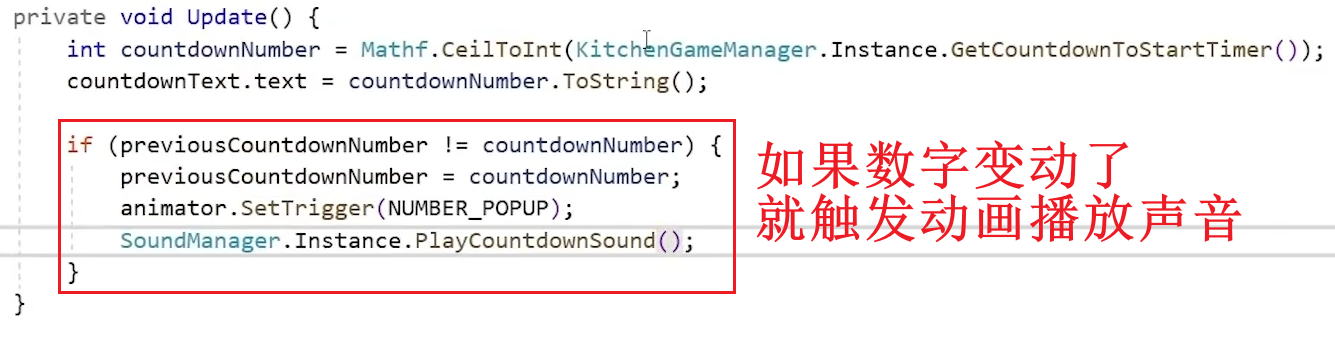 private void Update() {
int countdownNumber = Mathf.CeilToInt(KitchenGameManager.Instance.GetCountdownToStartTimer());
countdownText.text = countdownNumber.ToString();
if (previousCountdownNumber != countdownNumber) {
previousCountdownNumber = countdownNumber;
animator.SetTrigger(NUMBER_POPUP);
SoundManager.Instance.PlayCountdownSound();
}
}
如果数字变动了
就触发动画播放声音